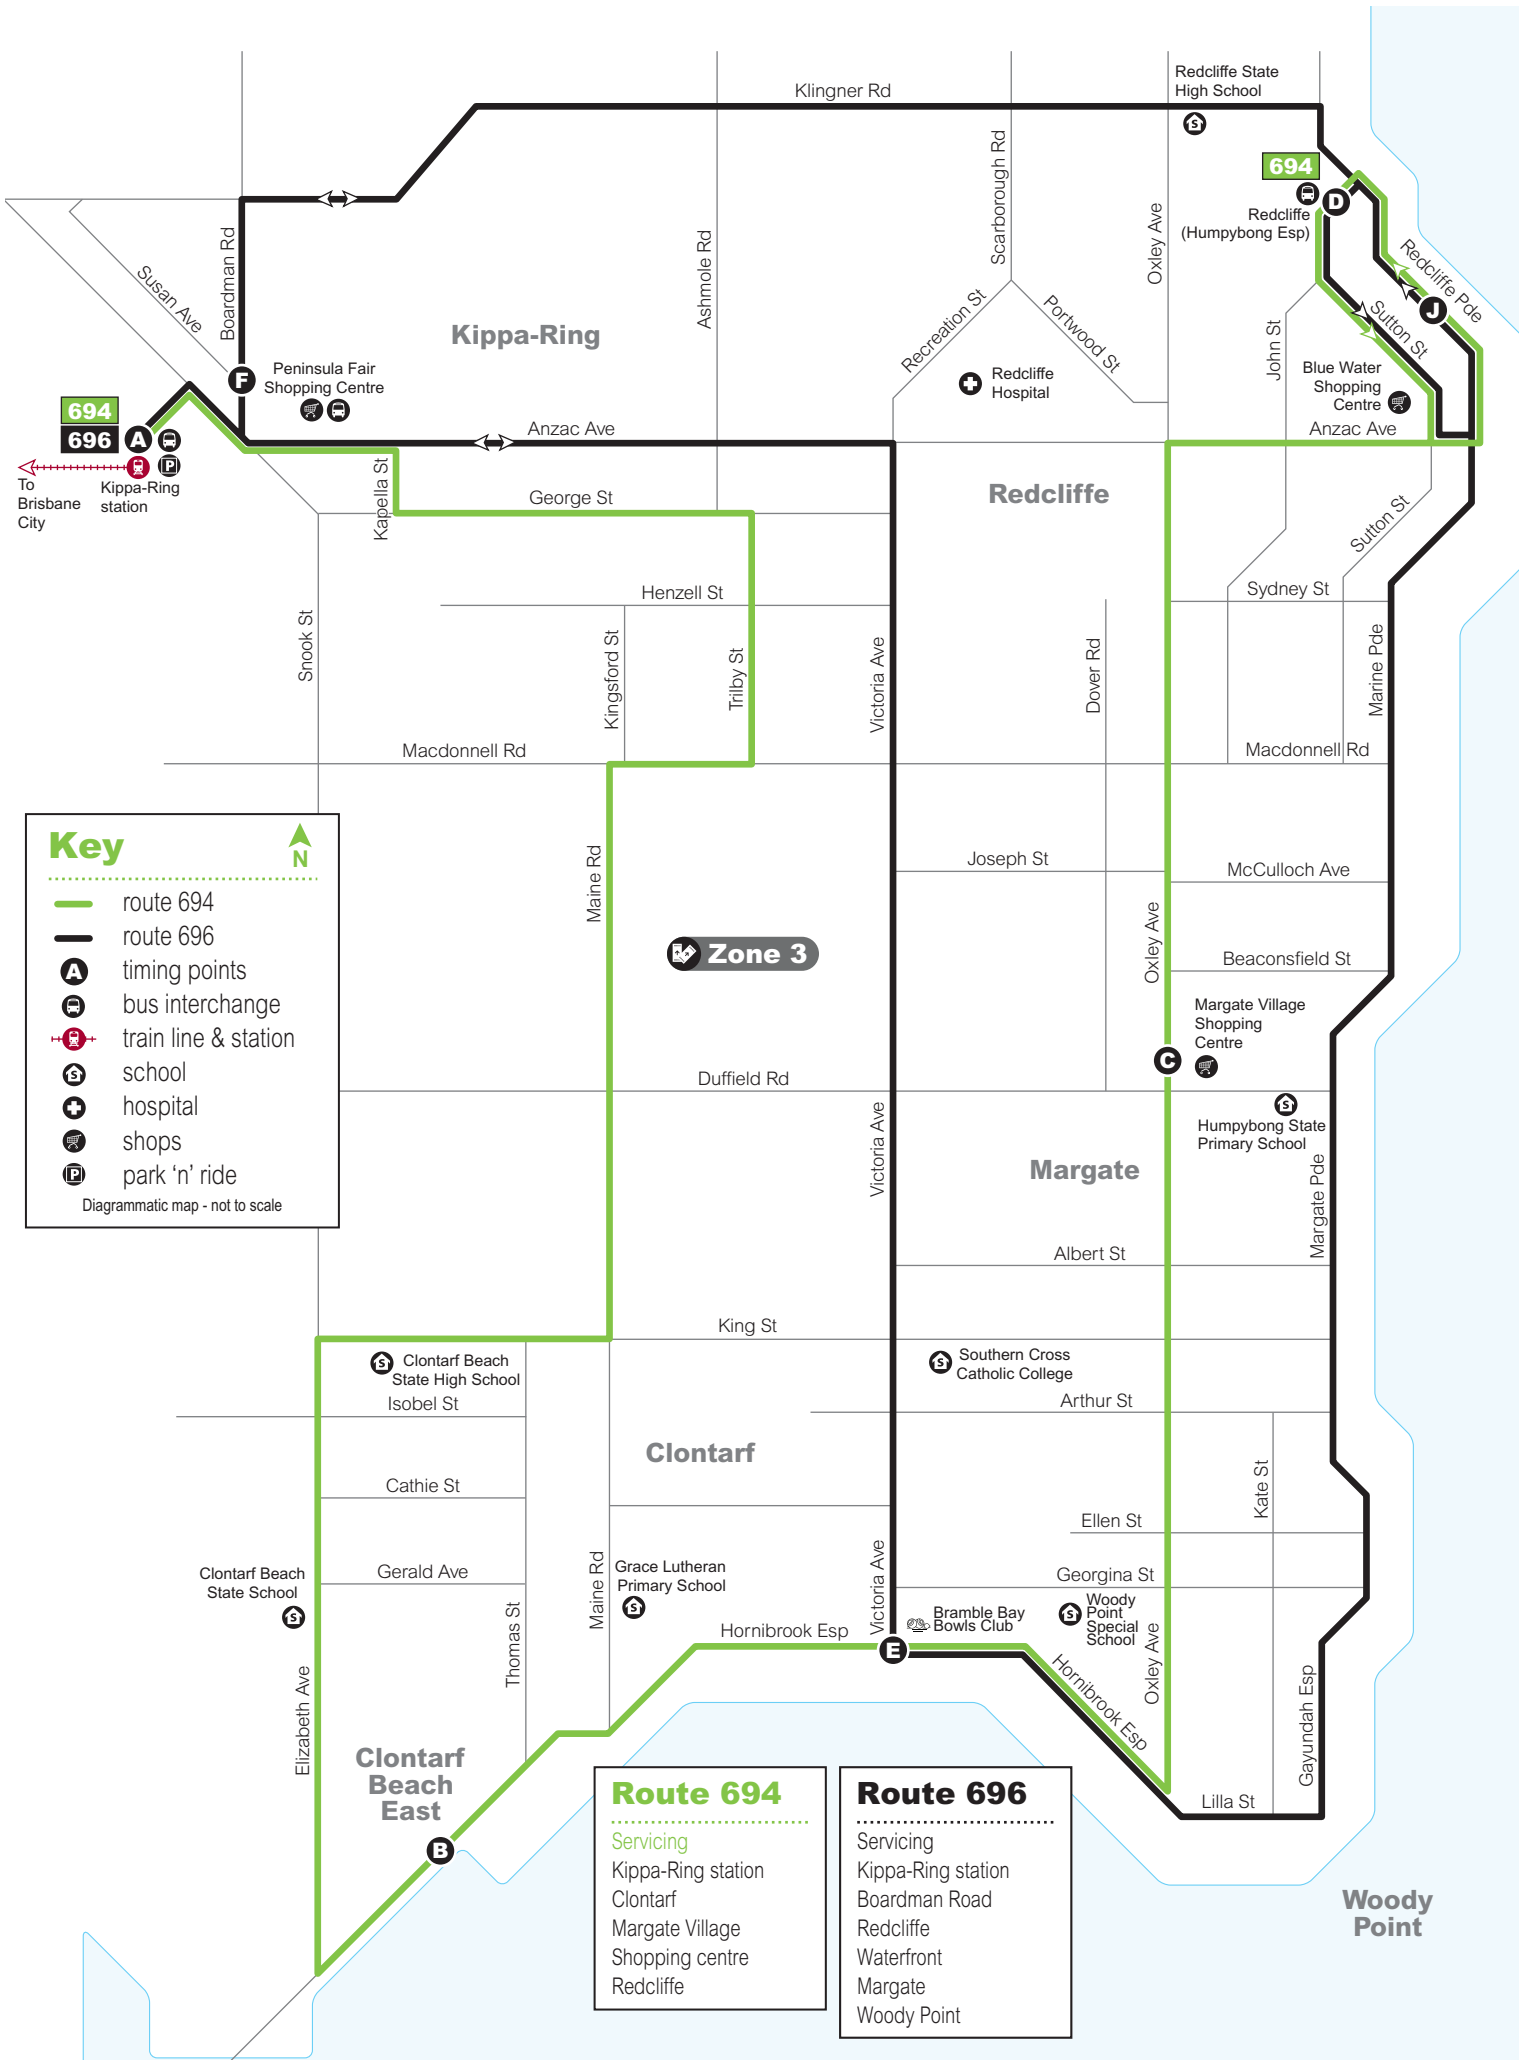 Klingner Rd
Redcliffe State
High School
S
694
D
Redcliffe
(Humpybong Esp)
Scarborough Rd
Oxley Ave
Ashmole Rd
Boardman Rd
Susan Ave
Redcliffe Pde
J
Sutton St
John St
Kippa-Ring
Recreation St
Portwood St
Redcliffe
Hospital
Blue Water
Shopping
Centre
F
Peninsula Fair
Shopping Centre
694
696
A
P
To
Brisbane
City
Kippa-Ring
station
Anzac Ave
Anzac Ave
Kapella St
George St
Redcliffe
Sutton St
Henzell St
Sydney St
Snook St
Kingsford St
Trilby St
Victoria Ave
Dover Rd
Marine Pde
Macdonnell Rd
Macdonnell Rd
Key
N
route 694
route 696
A timing points
bus interchange
train line & station
S school
hospital
shops
P park ‘n’ ride
Diagrammatic map - not to scale
Maine Rd
Joseph St
McCulloch Ave
Zone 3
Oxley Ave
Beaconsfield St
Margate Village
Shopping
Centre
C
Duffield Rd
S
Humpybong State
Primary School
Victoria Ave
Margate
Margate Pde
Albert St
King St
S
Clontarf Beach
State High School
S
Southern Cross
Catholic College
Isobel St
Arthur St
Clontarf
Cathie St
Kate St
Ellen St
Clontarf Beach
State School
S
Gerald Ave
Maine Rd
Grace Lutheran
Primary School
S
Victoria Ave
Georgina St
Thomas St
Hornibrook Esp
E
Bramble Bay
Bowls Club
S
Woody
Point
Special
School
Oxley Ave
Hornibrook Esp
Elizabeth Ave
Gayundah Esp
Clontarf
Beach
East
B
Lilla St
Route 694
Servicing
Kippa-Ring station
Clontarf
Margate Village
Shopping centre
Redcliffe
Route 696
Servicing
Kippa-Ring station
Boardman Road
Redcliffe
Waterfront
Margate
Woody Point
Woody
Point